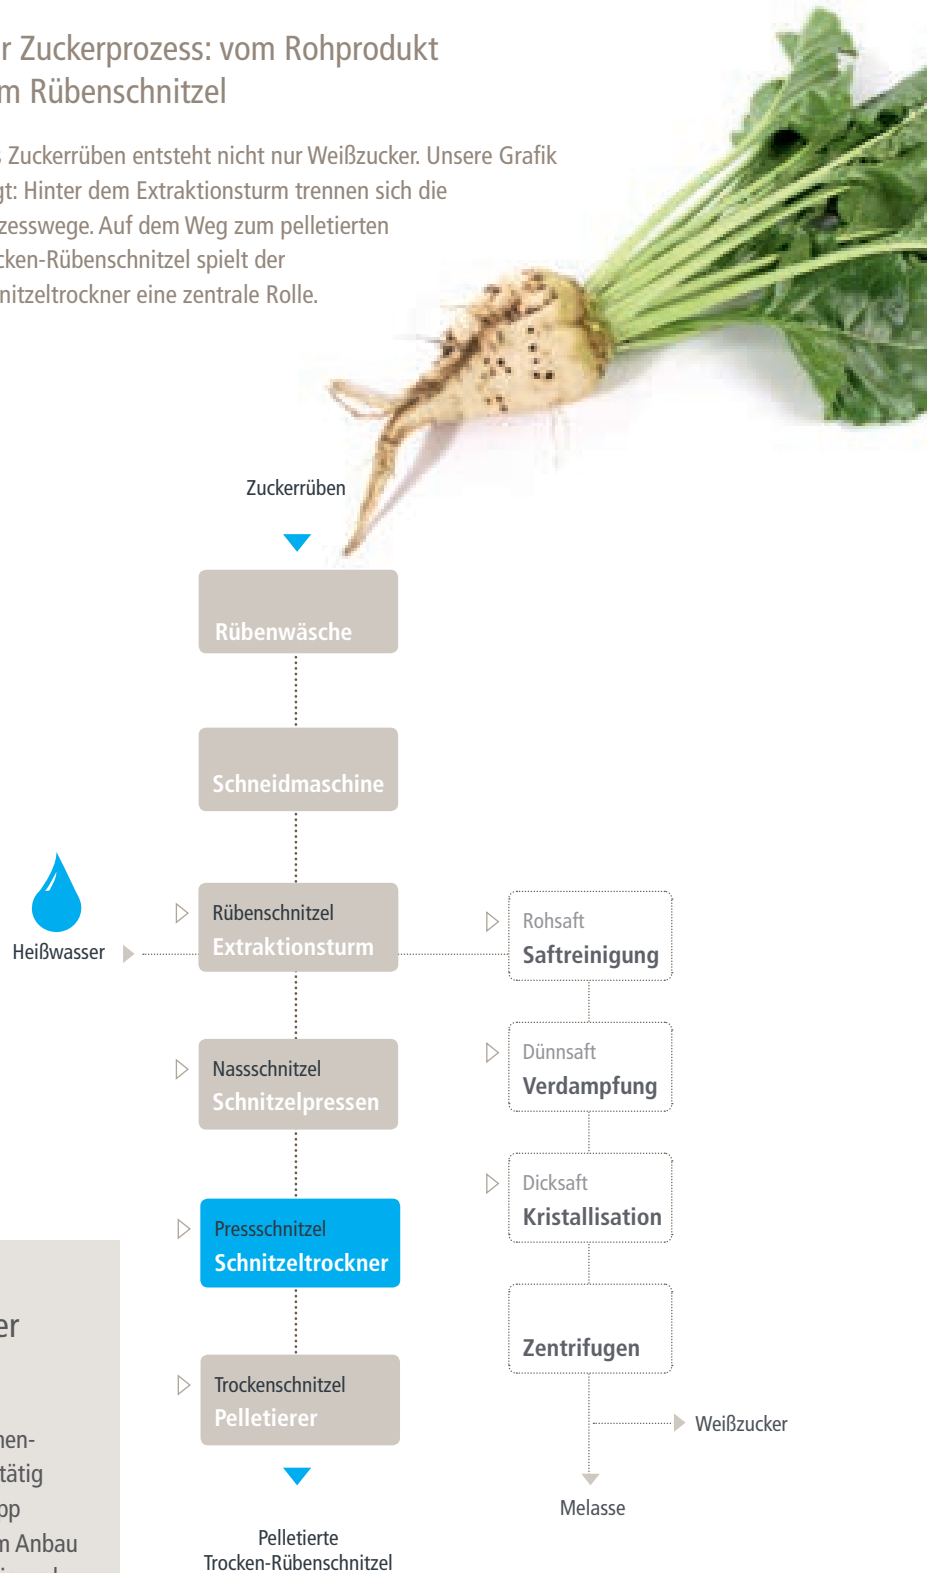 r Zuckerprozess: vom Rohprodukt
m Rübenschnitzel
s Zuckerrüben entsteht nicht nur Weißzucker. Unsere Grafik
gt: Hinter dem Extraktionsturm trennen sich die
zesswege. Auf dem Weg zum pelletierten
cken-Rübenschnitzel spielt der
nitzeltrockner eine zentrale Rolle.
Zuckerrüben
Rübenwäsche
Schneidmaschine
Heißwasser
Rübenschnitzel
Extraktionsturm
Nassschnitzel
Schnitzelpressen
Pressschnitzel
Schnitzeltrockner
Trockenschnitzel
Pelletierer
Pelletierte
Trocken-Rübenschnitzel
Rohsaft
Saftreinigung
Dünnsaft
Verdampfung
Dicksaft
Kristallisation
Zentrifugen
Weißzucker
Melasse
er
nen-
tätig
pp
m Anbau